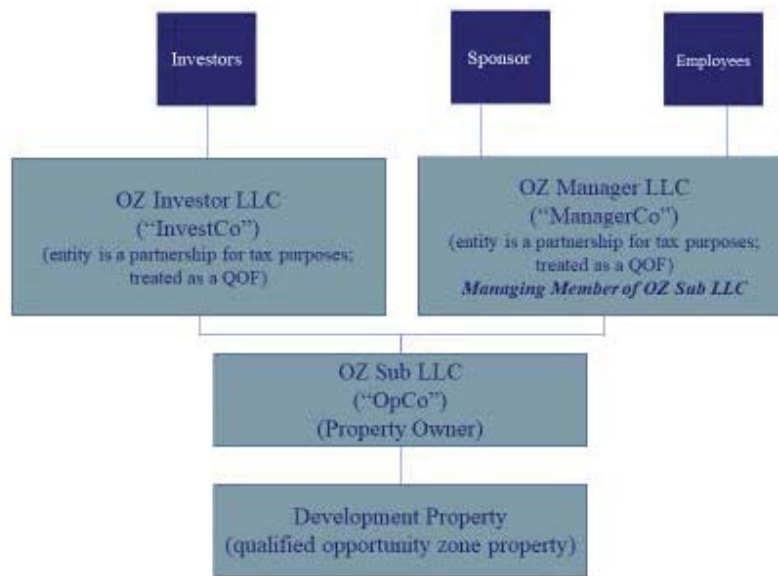 Investors
Sponsor
Employees
OZ Investor LLC
(“InvestCo”)
(entity is a partnership for tax purposes;
treated as a QOF)
OZ Manager LLC
(“ManagerCo”)
(entity is a partnership for tax purposes;
treated as a QOF)
Managing Member of OZ Sub LLC
OZ Sub LLC
(“OpCo”)
(Property Owner)
Development Property
(qualified opportunity zone property)